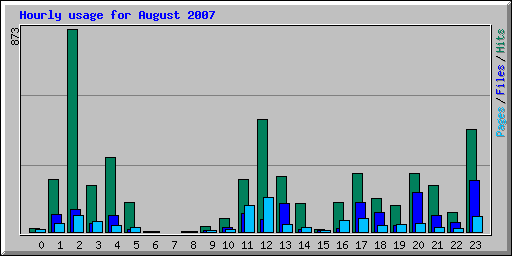 Hourly usage for August 2007
873
Pages / Files / Hits
0 1 2 3 4 5 6 7 8 9 10 11 12 13 14 15 16 17 18 19 20 21 22 23